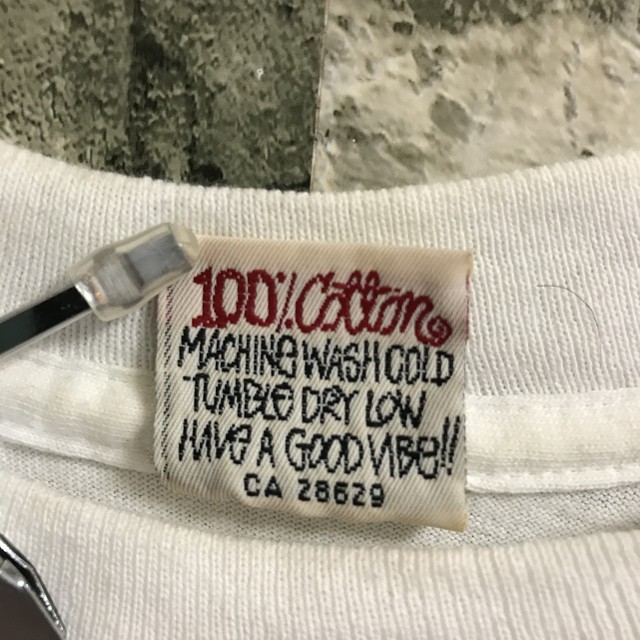 100% Cotton
MACHINE WASH COLD
TUMBLE DRY LOW
HAVE A GOOD VIBE!!
CA 28629